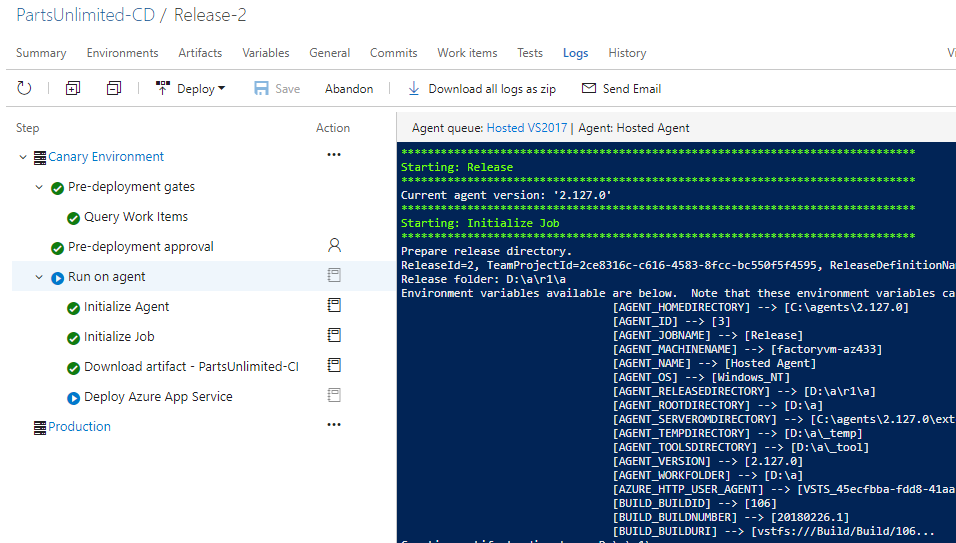 PartsUnlimited-CD / Release-2
Summary Environments Artifacts Variables General Commits Work items Tests Logs History
Deploy Save Abandon Download all logs as zip Send Email
Step Action
Agent queue: Hosted VS2017 | Agent: Hosted Agent
Canary Environment
Pre-deployment gates
Query Work Items
Pre-deployment approval
Run on agent
Initialize Agent
Initialize Job
Download artifact - PartsUnlimited-CI
Deploy Azure App Service
Production
******************************************************************************
Starting: Release
******************************************************************************
Current agent version: '2.127.0'
******************************************************************************
Starting: Initialize Job
******************************************************************************
Prepare release directory.
ReleaseId=2, TeamProjectId=2ce8316c-c616-4583-8fcc-bc550f5f4595, ReleaseDefinitionNa
Release folder: D:\a\r1\a
Environment variables available are below. Note that these environment variables ca
[AGENT_HOMEDIRECTORY] --> [C:\agents\2.127.0]
[AGENT_ID] --> [3]
[AGENT_JOBNAME] --> [Release]
[AGENT_MACHINENAME] --> [factoryvm-az433]
[AGENT_NAME] --> [Hosted Agent]
[AGENT_OS] --> [Windows_NT]
[AGENT_RELEASEDIRECTORY] --> [D:\a\r1\a]
[AGENT_ROOTDIRECTORY] --> [D:\a]
[AGENT_SERVEROMDIRECTORY] --> [C:\agents\2.127.0\ext
[AGENT_TEMPDIRECTORY] --> [D:\a\_temp]
[AGENT_TOOLSDIRECTORY] --> [D:\a\_tool]
[AGENT_VERSION] --> [2.127.0]
[AGENT_WORKFOLDER] --> [D:\a]
[AZURE_HTTP_USER_AGENT] --> [VSTS_45ecfbba-fdd8-41aa
[BUILD_BUILDID] --> [106]
[BUILD_BUILDNUMBER] --> [20180226.1]
[BUILD_BUILDURI] --> [vstfs:///Build/Build/106...